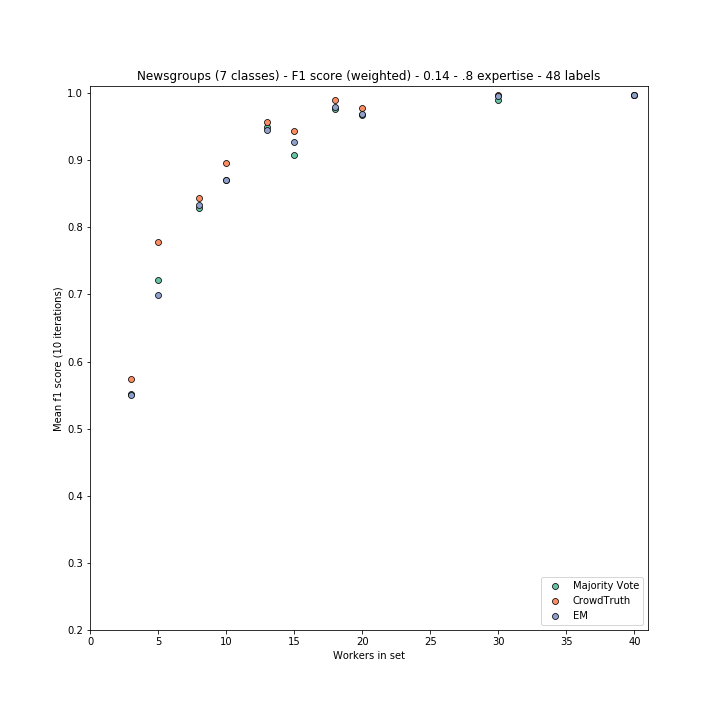 Newsgroups (7 classes) - F1 score (weighted) - 0.14 - .8 expertise - 48 labels
1.0
0.9
0.8
0.7
0.6
0.5
0.4
0.3
0.2
Mean f1 score (10 iterations)
Majority Vote
CrowdTruth
EM
0 5 10 15 20 25 30 35 40
Workers in set